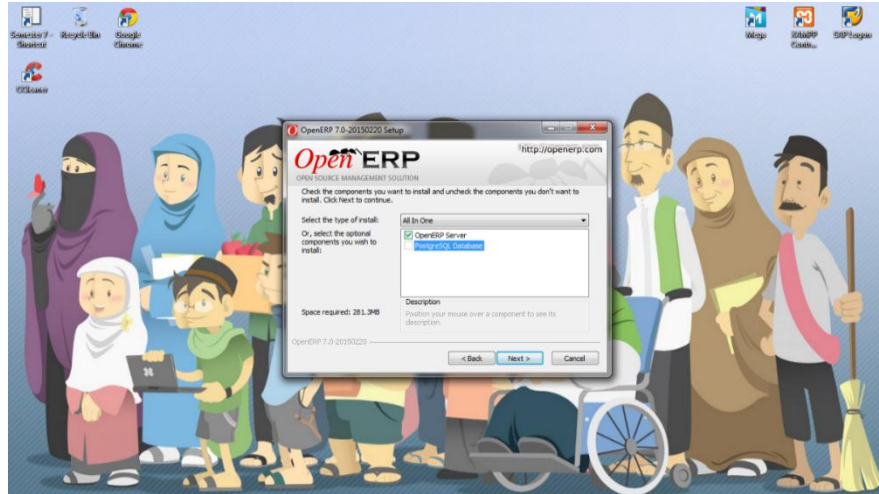 Semester 7 -
Shortcut
Recycle Bin
Google
Chrome
CCleaner
Mega
XAMPP
Contr...
SAP Logon
OpenERP 7.0-20150220 Setup
Open ERP
OPEN SOURCE MANAGEMENT SOLUTION
http://openerp.com
Check the components you want to install and uncheck the components you don't want to
install. Click Next to continue.
Select the type of install:
All In One
Or, select the optional
components you wish to
install:
OpenERP Server
PostgreSQL Database
Space required: 281.3MB
Description
Position your mouse over a component to see its
description.
OpenERP 7.0-20150220
< Back
Next >
Cancel